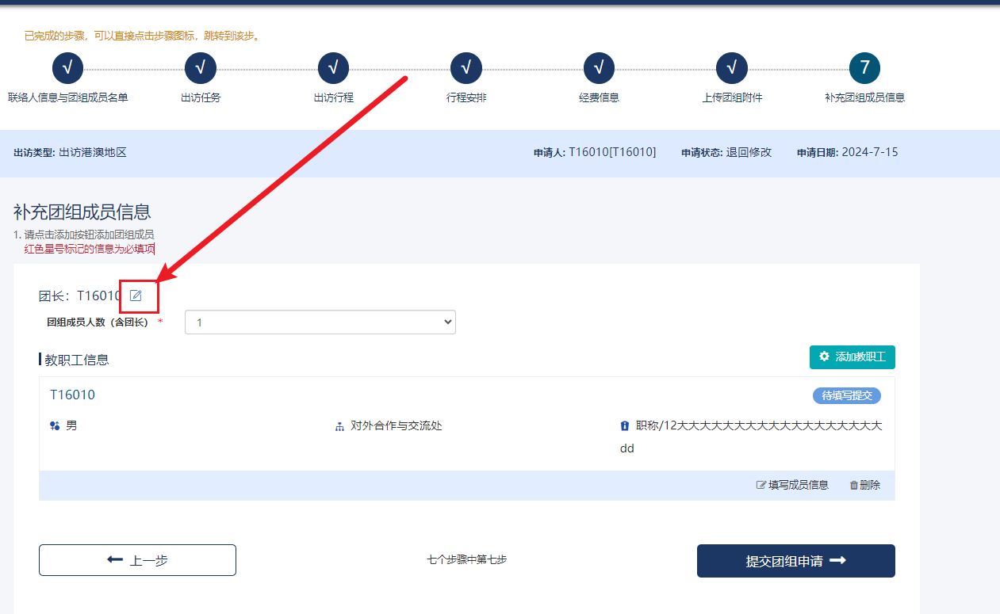 已完成的步骤，可以直接点击步骤图标，跳转到该步。
√ √ √ √ √ √ 7
联络人信息与团组成员名单 出访任务 出访行程 行程安排 经费信息 上传团组附件 补充团组成员信息
出访类型: 出访港澳地区 申请人: T16010[T16010] 申请状态: 退回修改 申请日期: 2024-7-15
补充团组成员信息
1. 请点击添加按钮添加团组成员
红色星号标记的信息为必填项
团长：T16010
团组成员人数（含团长） * 1
教职工信息 添加教职工
T16010 待填写提交
男 对外合作与交流处 职称/12大大大大大大大大大大大大大大大大大大
dd
填写成员信息 删除
上一步 七个步骤中第七步 提交团组申请